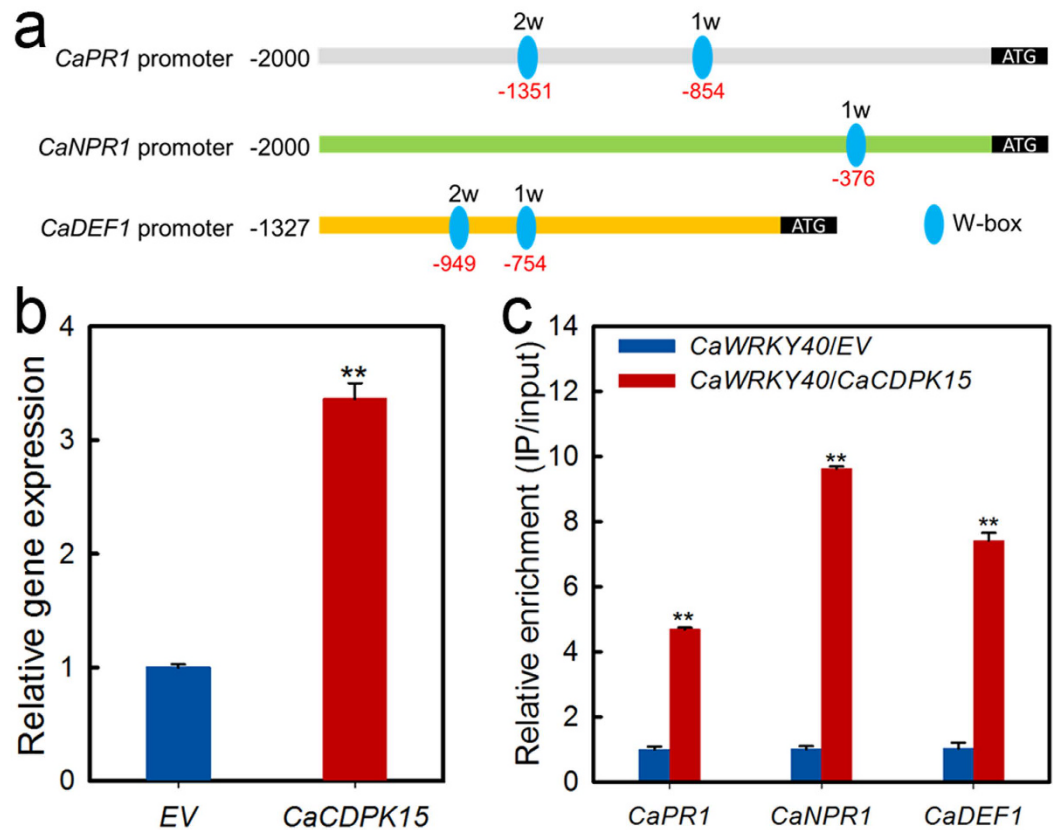 a
2w
1w
CaPR1 promoter -2000
ATG
-1351
-854
1w
CaNPR1 promoter -2000
ATG
-376
2w
1w
CaDEF1 promoter -1327
ATG
W-box
-949
-754
b
Relative gene expression
4
3
2
1
0
**
EV
CaCDPK15
c
Relative enrichment (IP/input)
14
12
10
8
6
4
2
0
CaWRKY40/EV
CaWRKY40/CaCDPK15
**
**
**
CaPR1
CaNPR1
CaDEF1